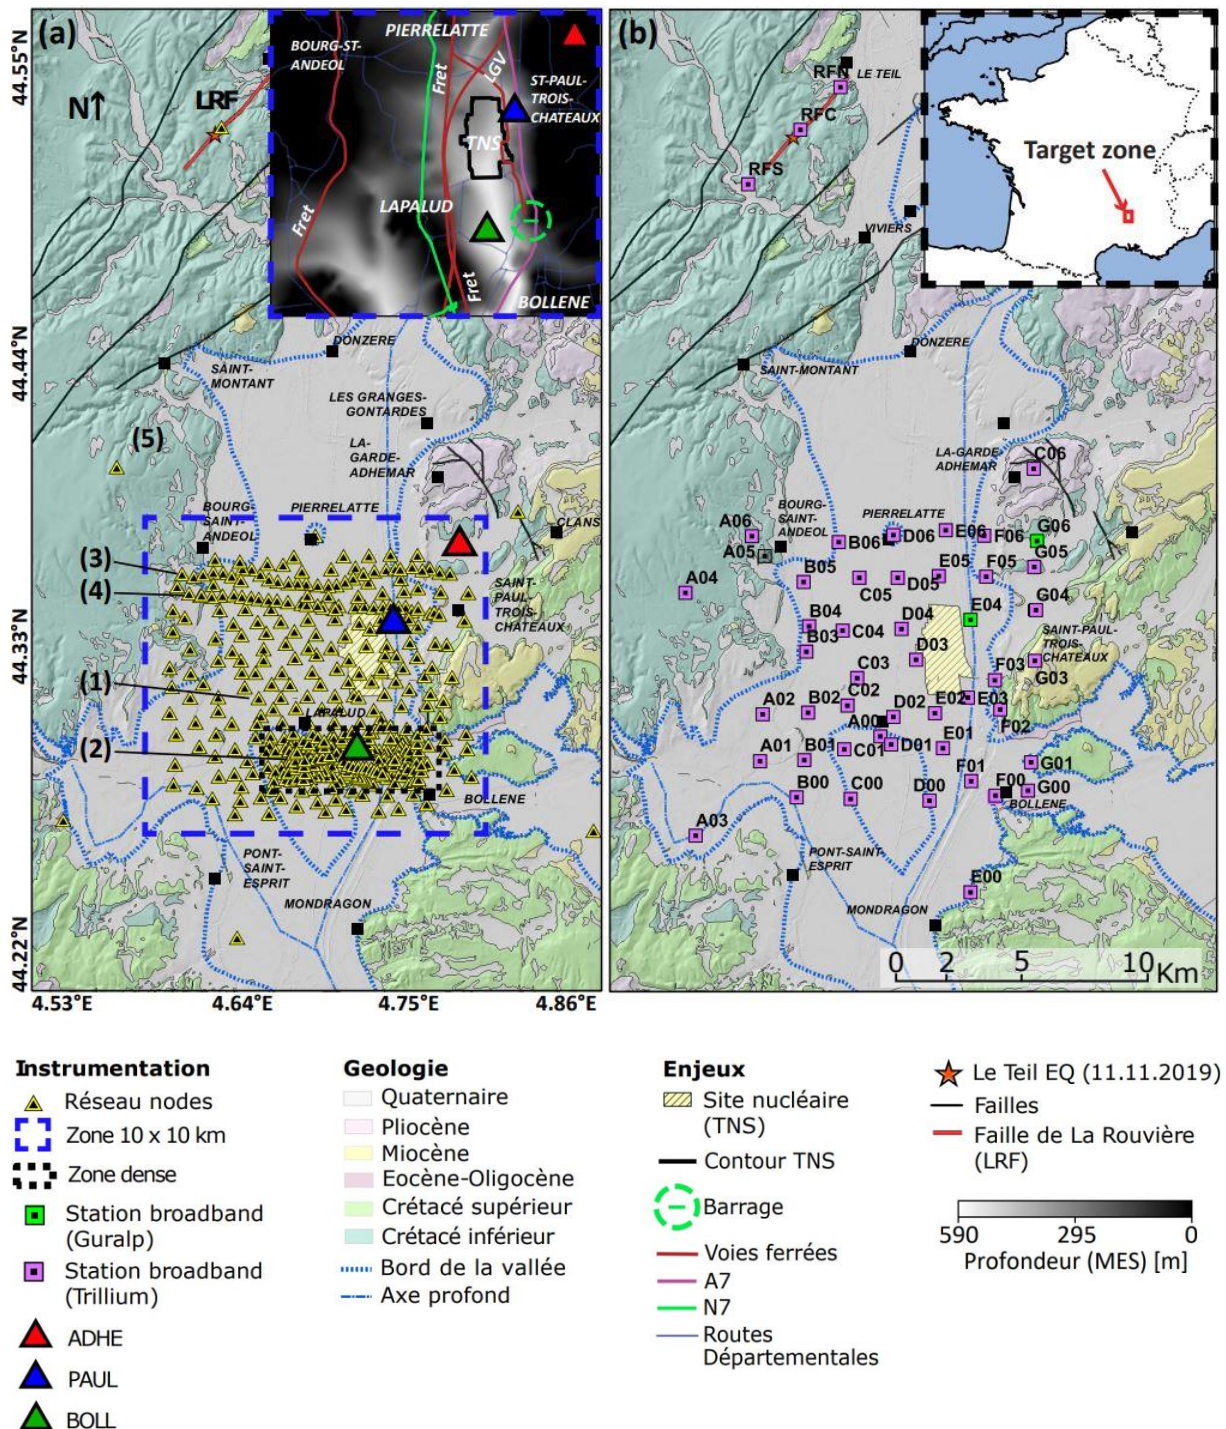 (a)
44.55°N
44.44°N
44.33°N
44.22°N
N↑
LRF
BOURG-ST-
ANDEOL
PIERRELATTE
Fret
LGV
ST-PAUL-
TROIS-
CHATEAUX
TNS
LAPALUD
Fret
Fret
BOLLENE
DONZERE
SAINT-
MONTANT
LES GRANGES-
GONTARDES
(5)
LA-
GARDE-
ADHEMAR
BOURG-
SAINT-
ANDEOL
PIERRELATTE
CLANS
(3)
(4)
SAINT-
PAUL-
TROIS-
CHATEAUX
(1)
LAPALUD
(2)
BOLLENE
PONT-
SAINT-
ESPRIT
MONDRAGON
4.53°E
4.64°E
4.75°E
4.86°E
(b)
RFN
LE TEIL
RFC
RFS
VIVIERS
Target zone
DONZERE
SAINT-MONTANT
LA-GARDE-
ADHEMAR
C06
BOURG-
SAINT-
ANDEOL
PIERRELATTE
A06
A05
B06
D06
E06
F06
G06
A04
B05
C05
D05
E05
F05
G05
B04
C04
D04
E04
G04
B03
D03
SAINT-PAUL-
TROIS-
CHATEAUX
C03
F03
G03
A02
B02
C02
D02
E02
E03
F02
A00
A01
B01
C01
D01
E01
G01
F01
B00
C00
D00
F00
G00
BOLLENE
A03
PONT-SAINT-
ESPRIT
E00
MONDRAGON
0
2
5
10
Km
Instrumentation
Réseau nodes
Zone 10 x 10 km
Zone dense
Station broadband
(Guralp)
Station broadband
(Trillium)
ADHE
PAUL
BOLL
Geologie
Quaternaire
Pliocène
Miocène
Eocène-Oligocène
Crétacé supérieur
Crétacé inférieur
Bord de la vallée
Axe profond
Enjeux
Site nucléaire
(TNS)
Contour TNS
Barrage
Voies ferrées
A7
N7
Routes
Départementales
Le Teil EQ (11.11.2019)
Failles
Faille de La Rouvière
(LRF)
590
295
0
Profondeur (MES) [m]